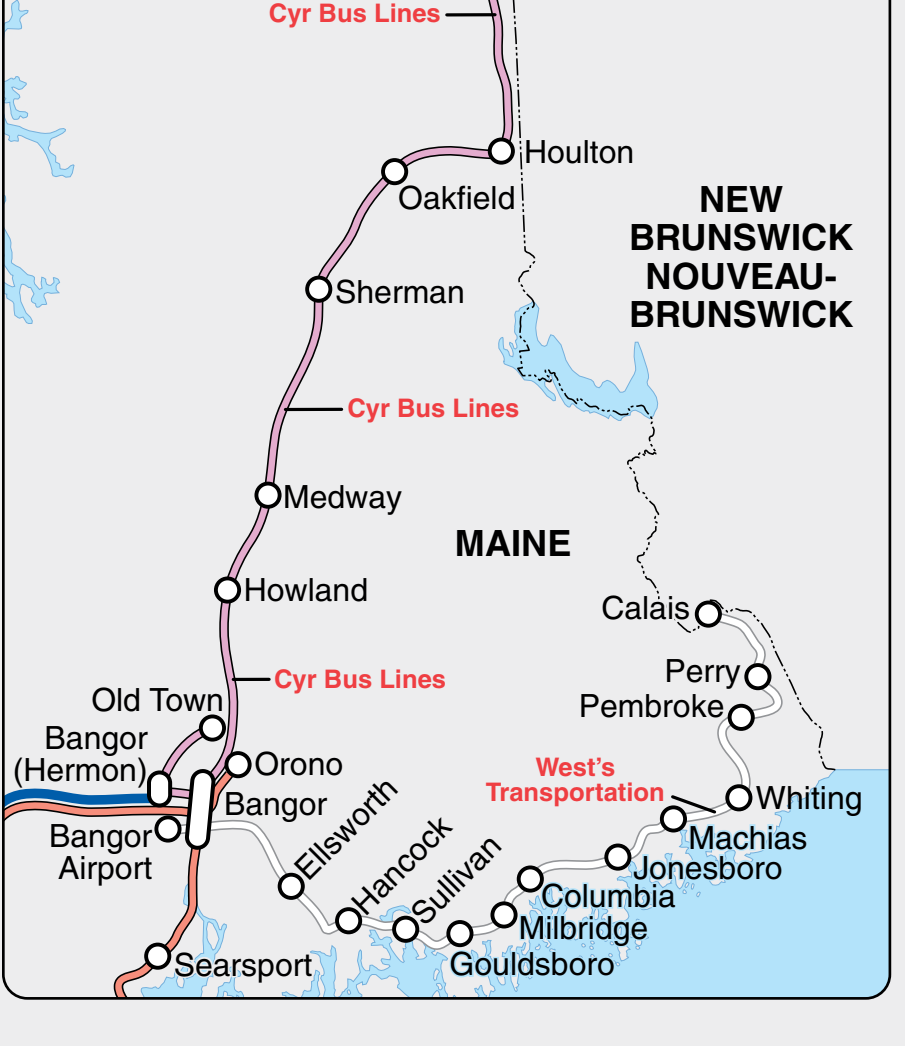 Cyr Bus Lines
Houlton
Oakfield
NEW
BRUNSWICK
NOUVEAU-
BRUNSWICK
Sherman
Cyr Bus Lines
Medway
MAINE
Howland
Calais
Perry
Cyr Bus Lines
Old Town
Pembroke
Bangor
(Hermon)
Orono
West's
Transportation
Whiting
Bangor
Bangor
Airport
Ellsworth
Hancock
Sullivan
Machias
Jonesboro
Columbia
Milbridge
Gouldsboro
Searsport